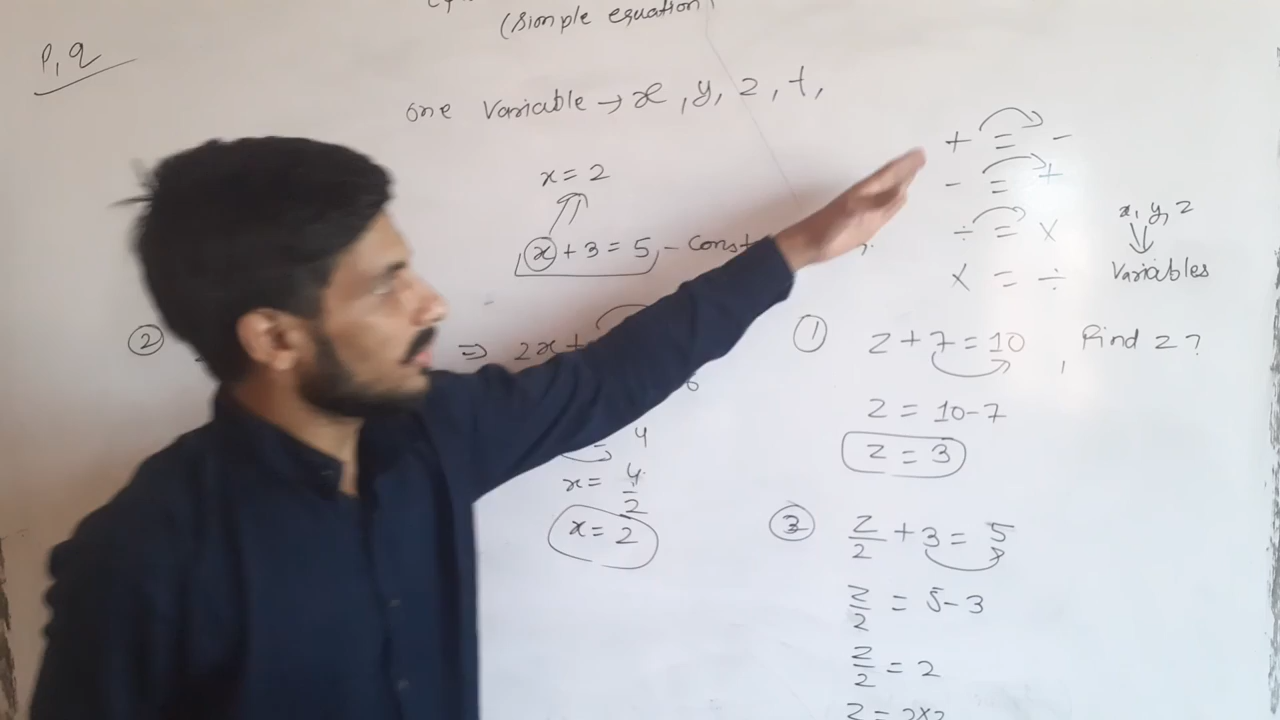 (Simple equation)
P, q
one Variable → x, y, z, t,
x = 2
x + 3 = 5, - Const
+ = -
- = +
÷ = ×
× = ÷
x, y, z
Variables
②
⇒ 2x +
4
x = 4/2
x = 2
① z + 7 = 10, Find z?
z = 10 - 7
z = 3
③ z/2 + 3 = 5
z/2 = 5 - 3
z/2 = 2
z = 2×2